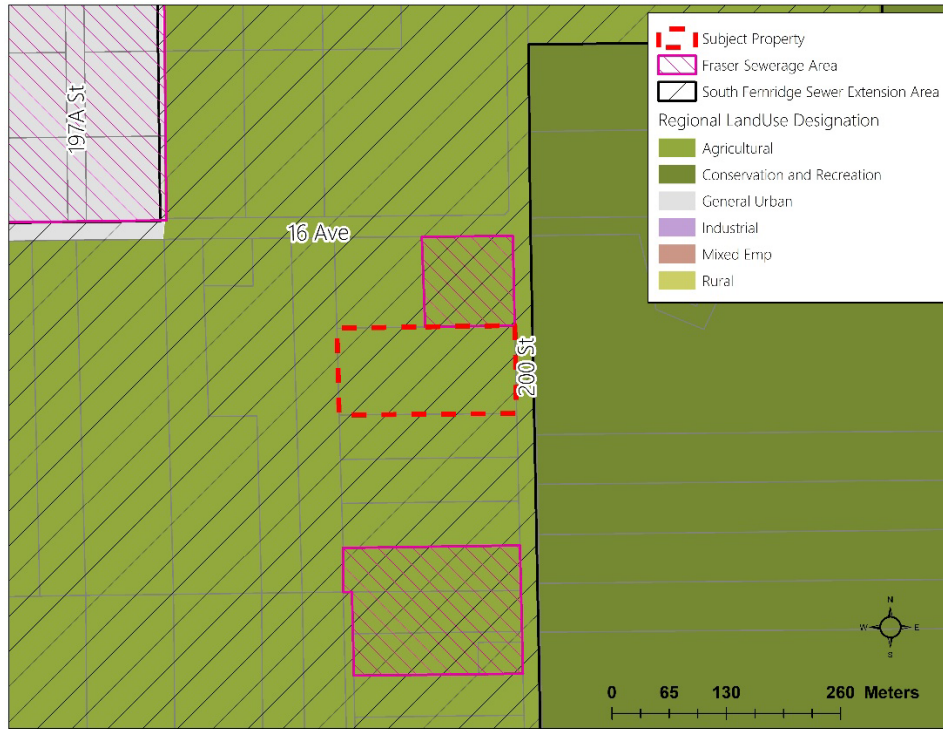 Subject Property
Fraser Sewerage Area
South Fernridge Sewer Extension Area
Regional LandUse Designation
Agricultural
Conservation and Recreation
General Urban
Industrial
Mixed Emp
Rural
197A St
16 Ave
200 St
N
W E
S
0 65 130 260 Meters